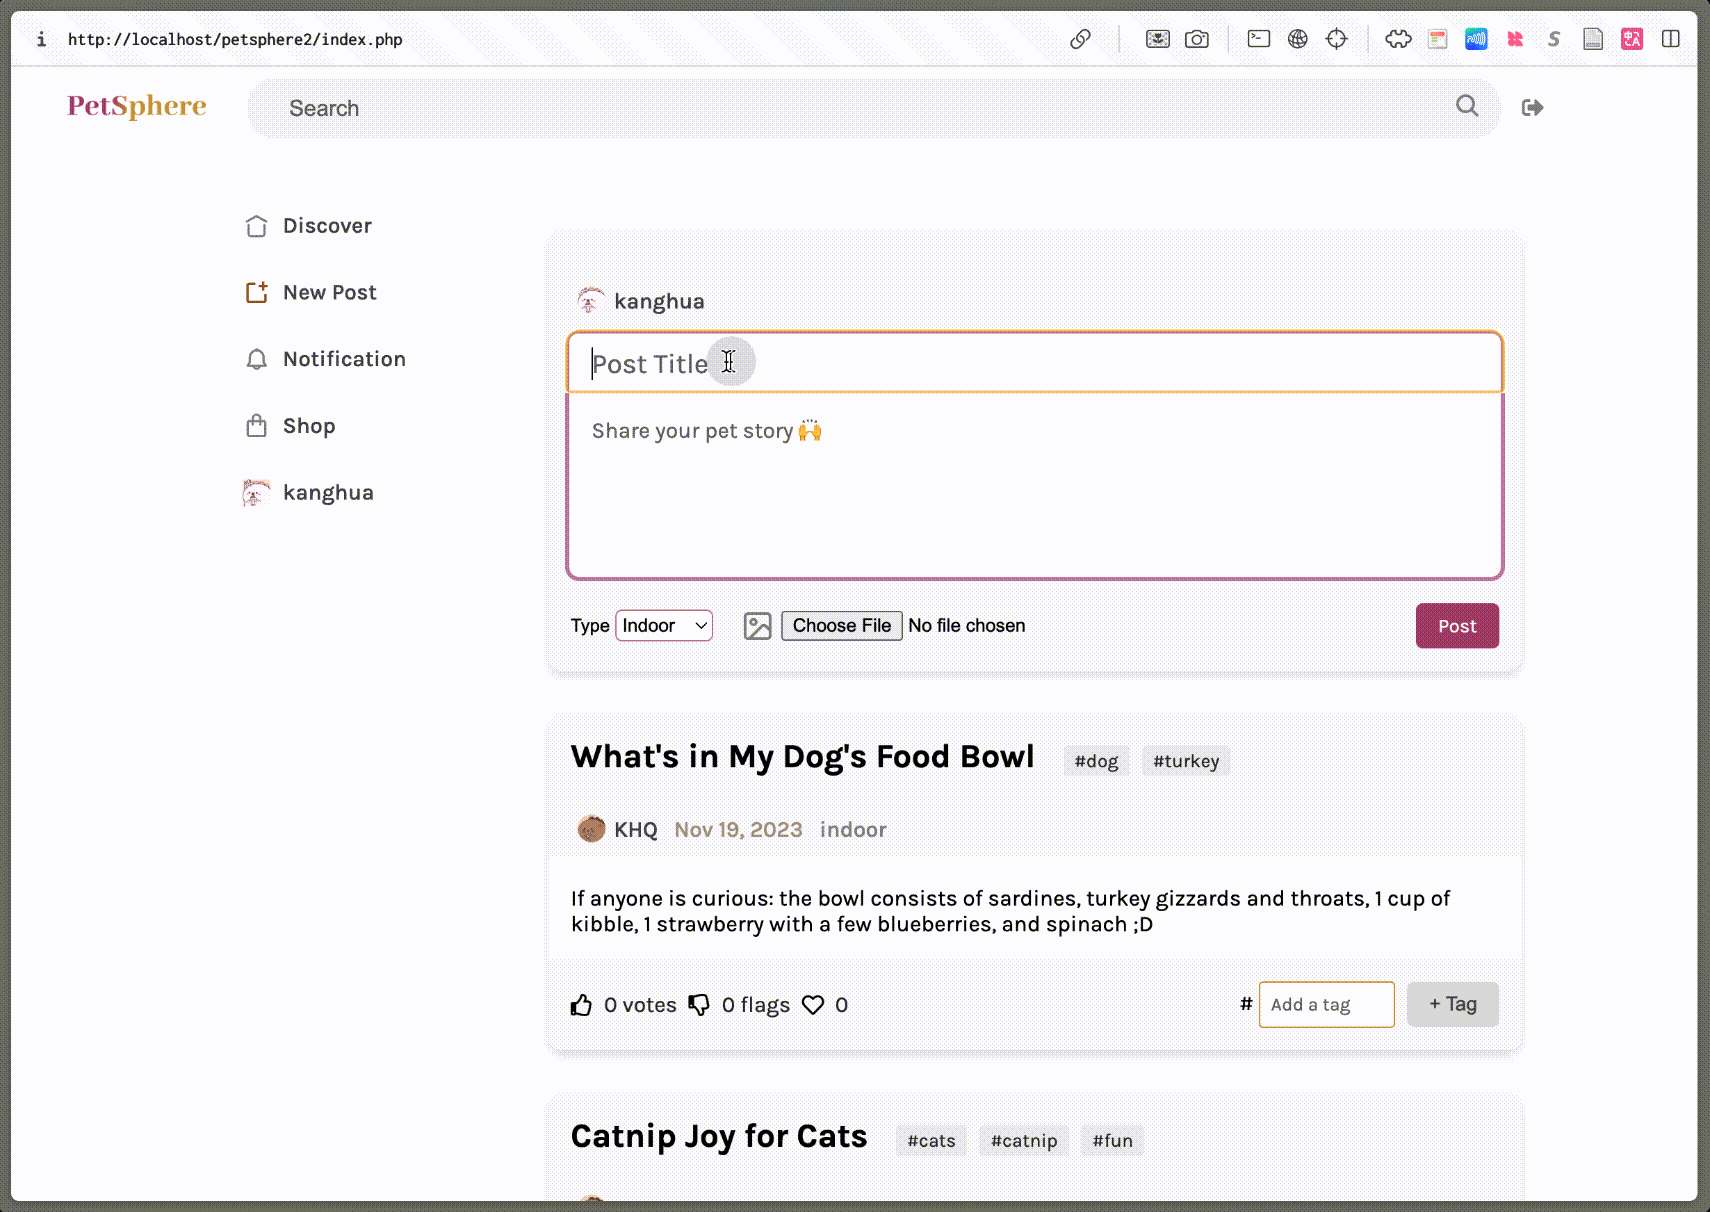 http://localhost/petsphere2/index.php
PetSphere
Search
Discover
New Post
Notification
Shop
kanghua
kanghua
Post Title
Share your pet story 🙌
Type Indoor Choose File No file chosen Post
What's in My Dog's Food Bowl #dog #turkey
KHQ Nov 19, 2023 indoor
If anyone is curious: the bowl consists of sardines, turkey gizzards and throats, 1 cup of
kibble, 1 strawberry with a few blueberries, and spinach ;D
0 votes 0 flags 0 # Add a tag + Tag
Catnip Joy for Cats #cats #catnip #fun